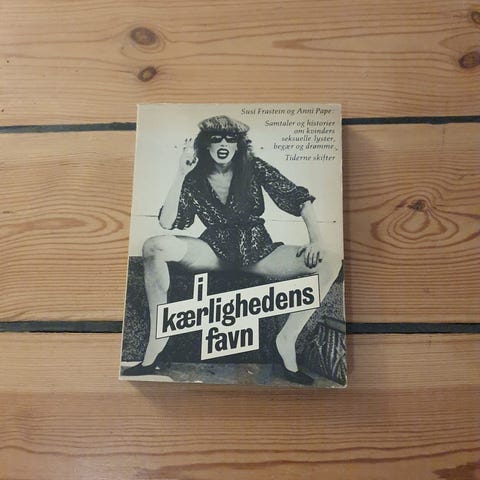 Susi Frastein og Anni Pape:
Samtaler og historier
om kvinders
seksuelle lyster,
begær og drømme.
Tiderne skifter
i
kærlighedens
favn